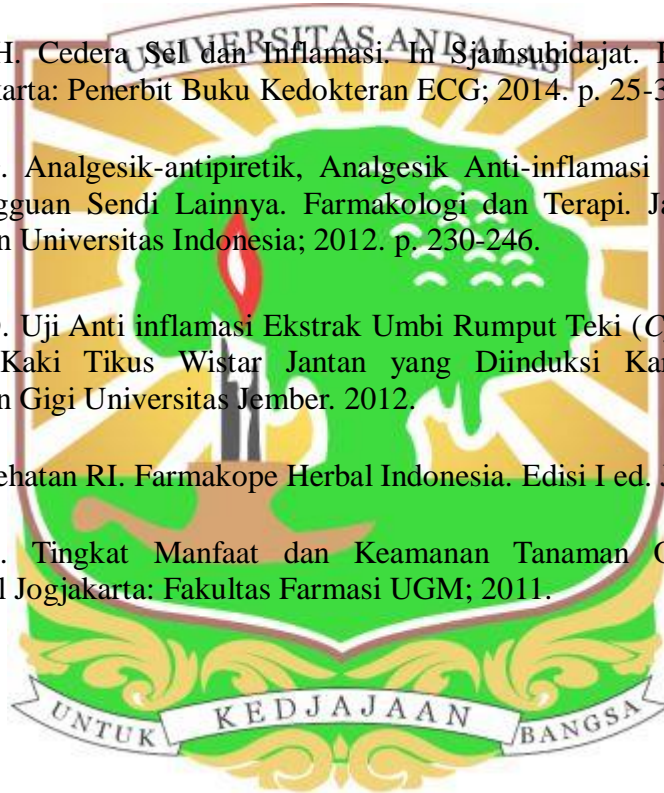 UNIVERSITAS ANDALAS
H. Cedera Sel dan Inflamasi. In Sjamsuhidajat.
karta: Penerbit Buku Kedokteran ECG; 2014. p. 25-3
. Analgesik-antipiretik, Analgesik Anti-inflamasi
gguan Sendi Lainnya. Farmakologi dan Terapi. Ja
n Universitas Indonesia; 2012. p. 230-246.
. Uji Anti inflamasi Ekstrak Umbi Rumput Teki (
Kaki Tikus Wistar Jantan yang Diinduksi Kar
n Gigi Universitas Jember. 2012.
ehatan RI. Farmakope Herbal Indonesia. Edisi I ed. J
. Tingkat Manfaat dan Keamanan Tanaman
l Jogjakarta: Fakultas Farmasi UGM; 2011.
UNTUK KEDJAJAAN BANGSA